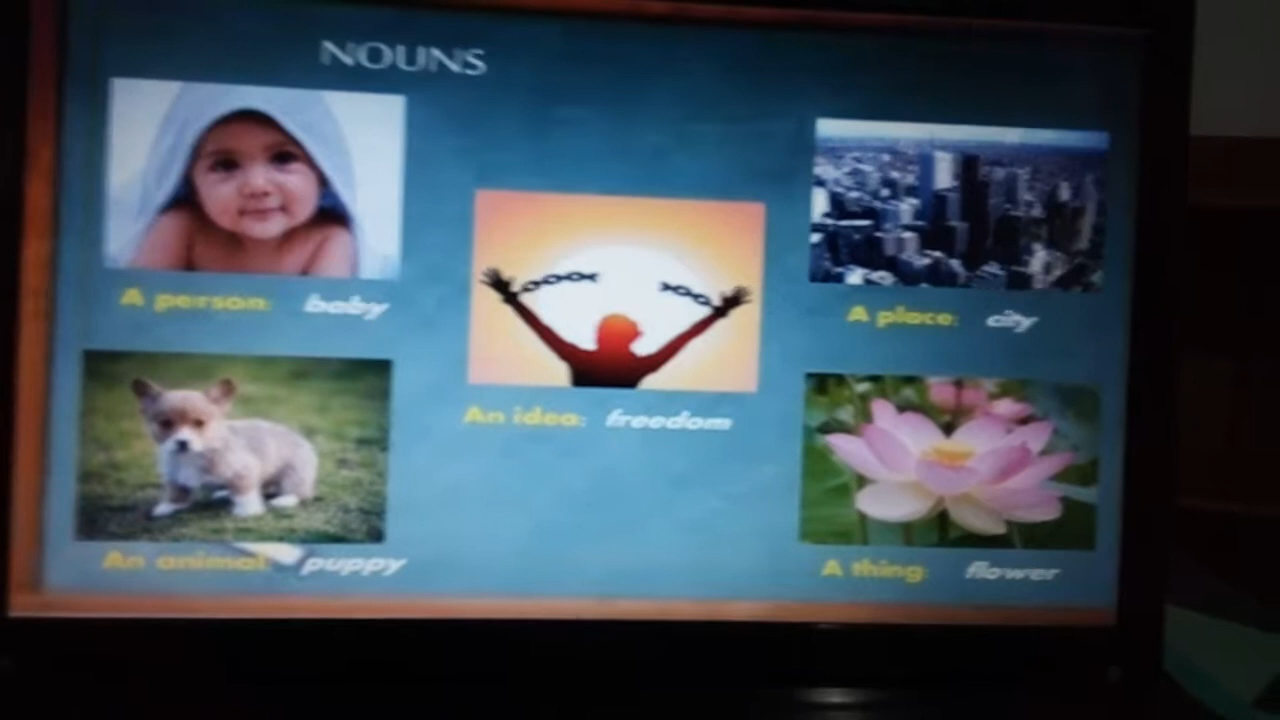 NOUNS
A person: baby
A place: city
An idea: freedom
An animal: puppy
A thing: flower